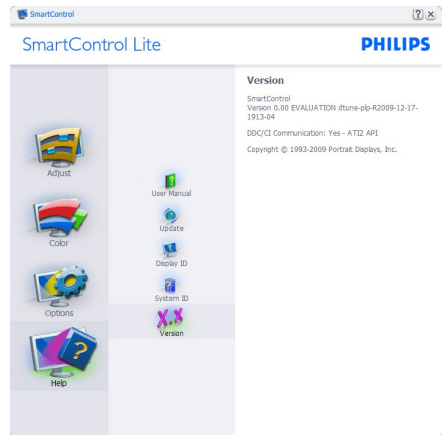 SmartControl
SmartControl Lite
PHILIPS
Adjust
Color
Options
Help
User Manual
Update
Display ID
System ID
Version
Version
SmartControl
Version 0.00 EVALUATION dtune-plp-R2009-12-17-
1913-04
DDC/CI Communication: Yes - ATI2 API
Copyright © 1993-2009 Portrait Displays, Inc.